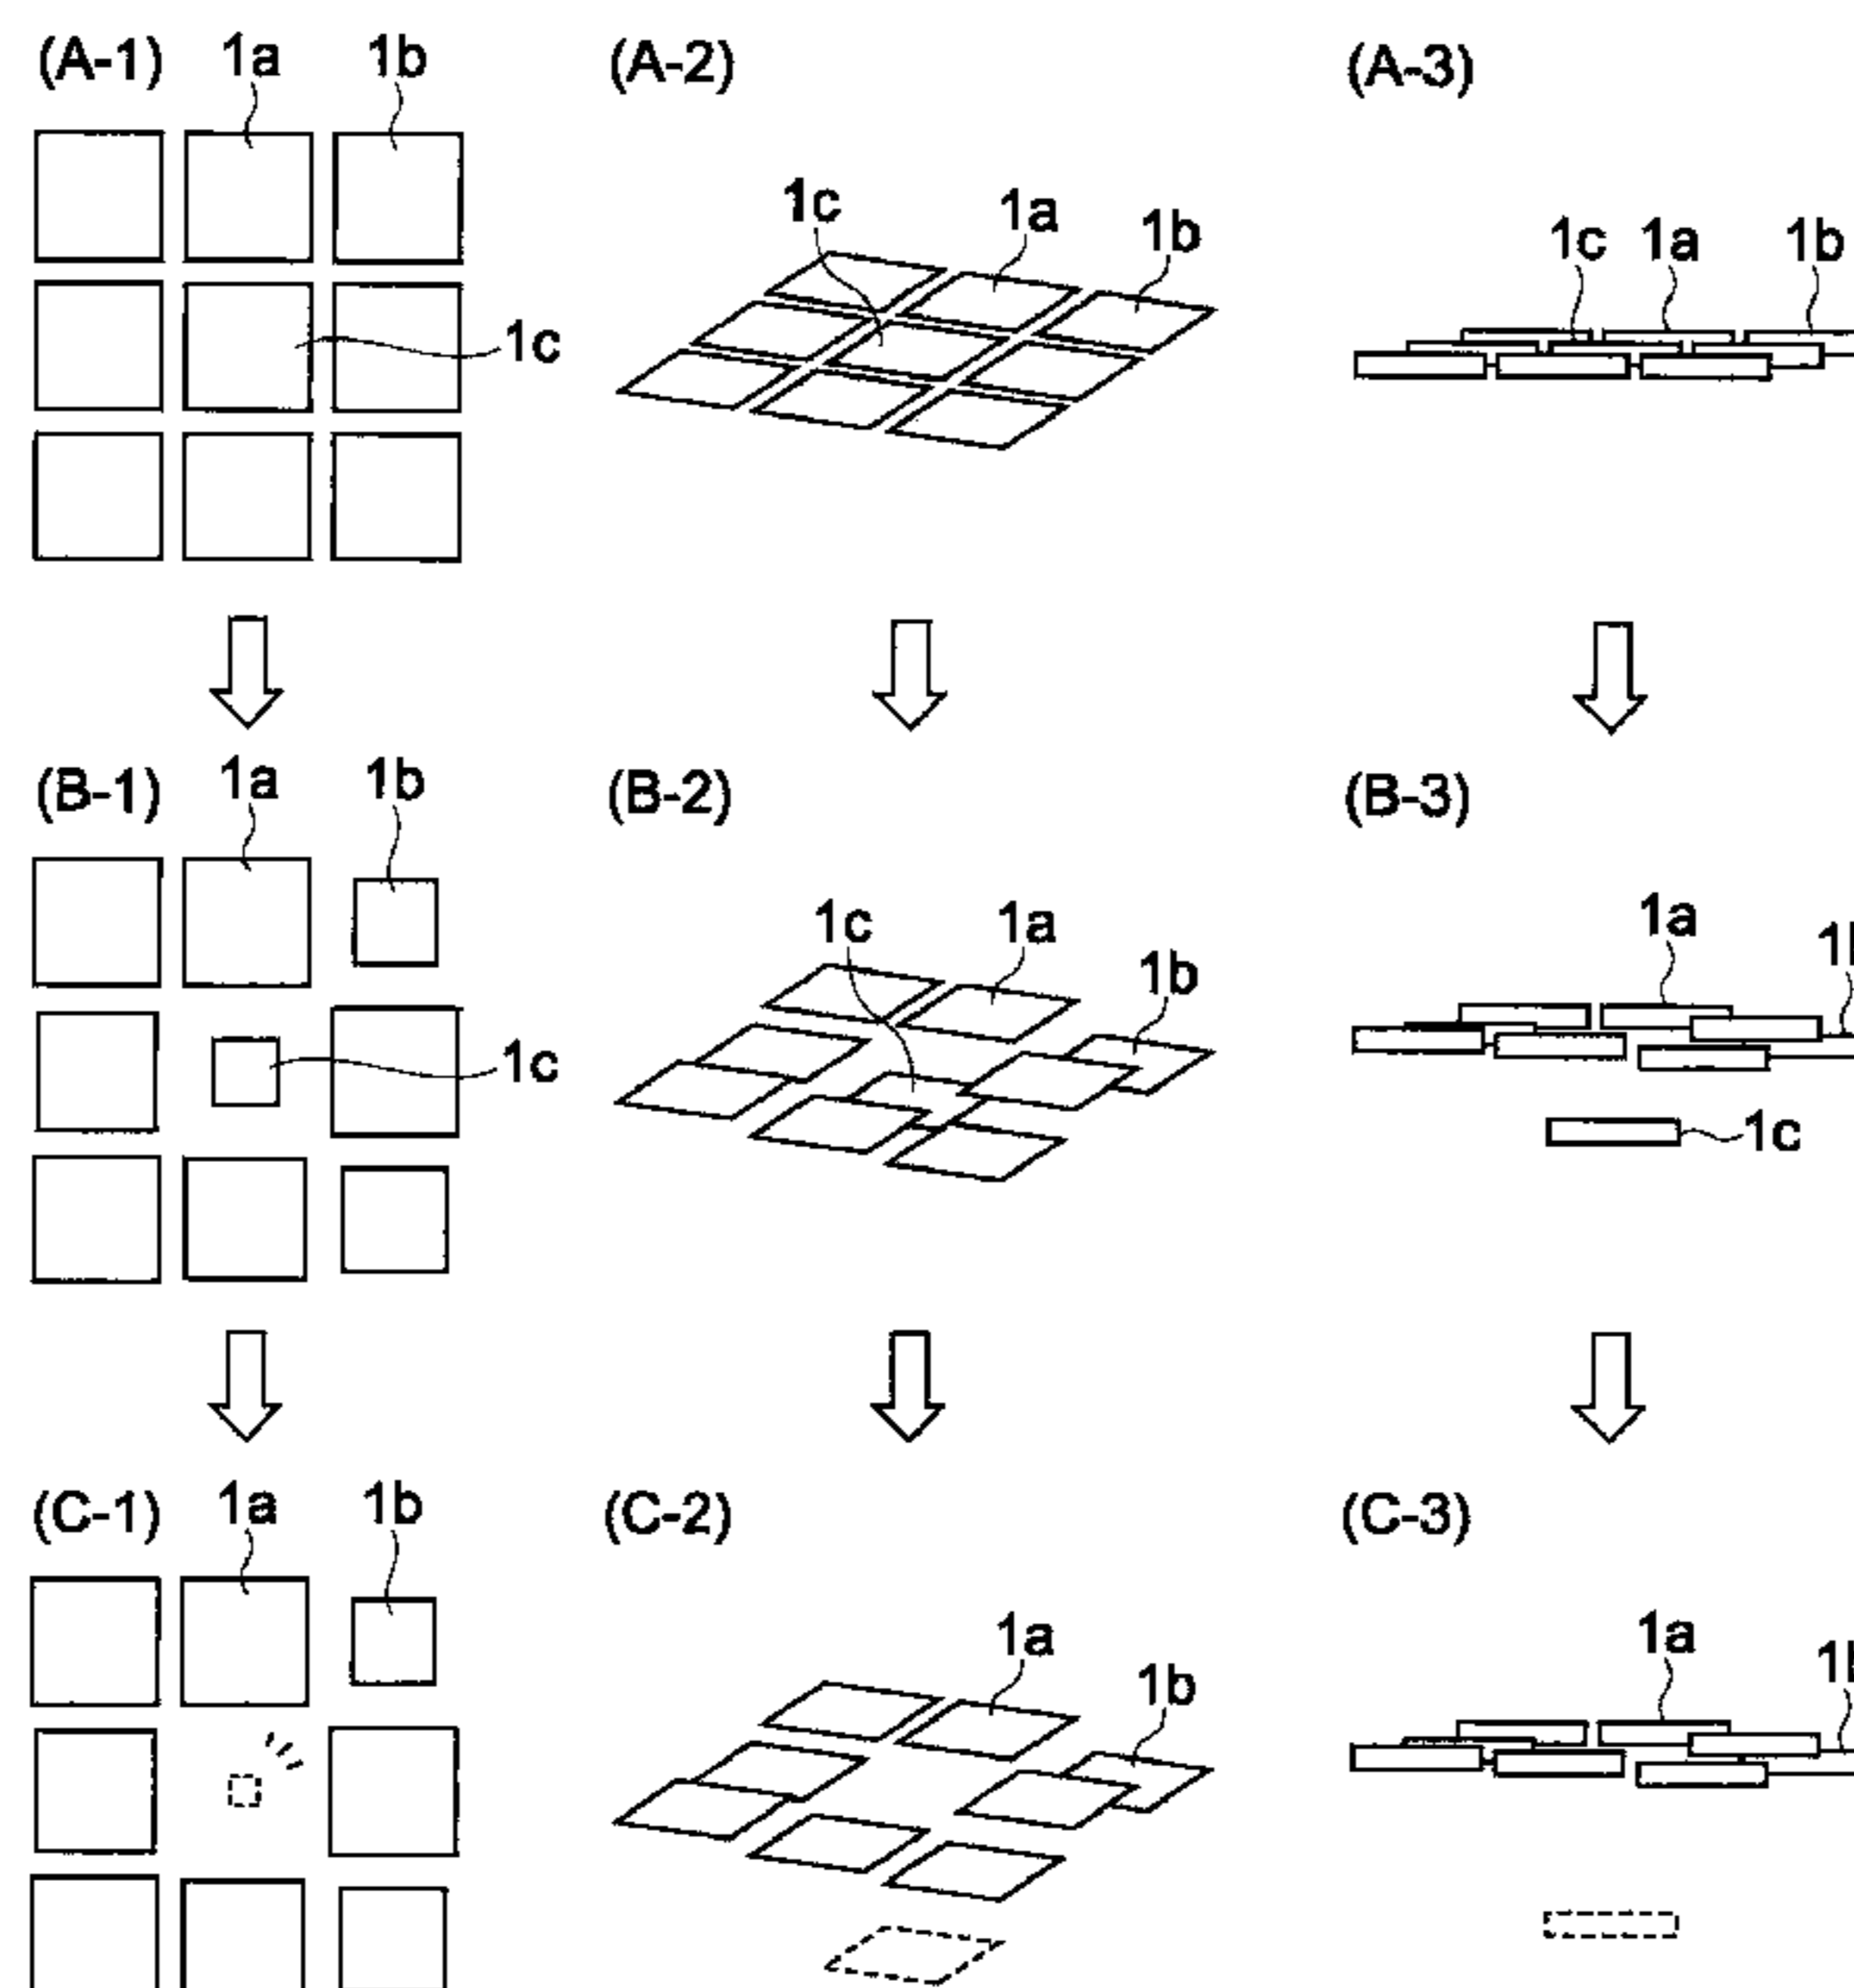 (A-1) 1a 1b (A-2) (A-3)
1c 1a 1b 1c 1a 1b
1c
(B-1) 1a 1b (B-2) (B-3)
1c 1a 1b 1a
1c 1c
(C-1) 1a 1b (C-2) (C-3)
1a 1b 1a